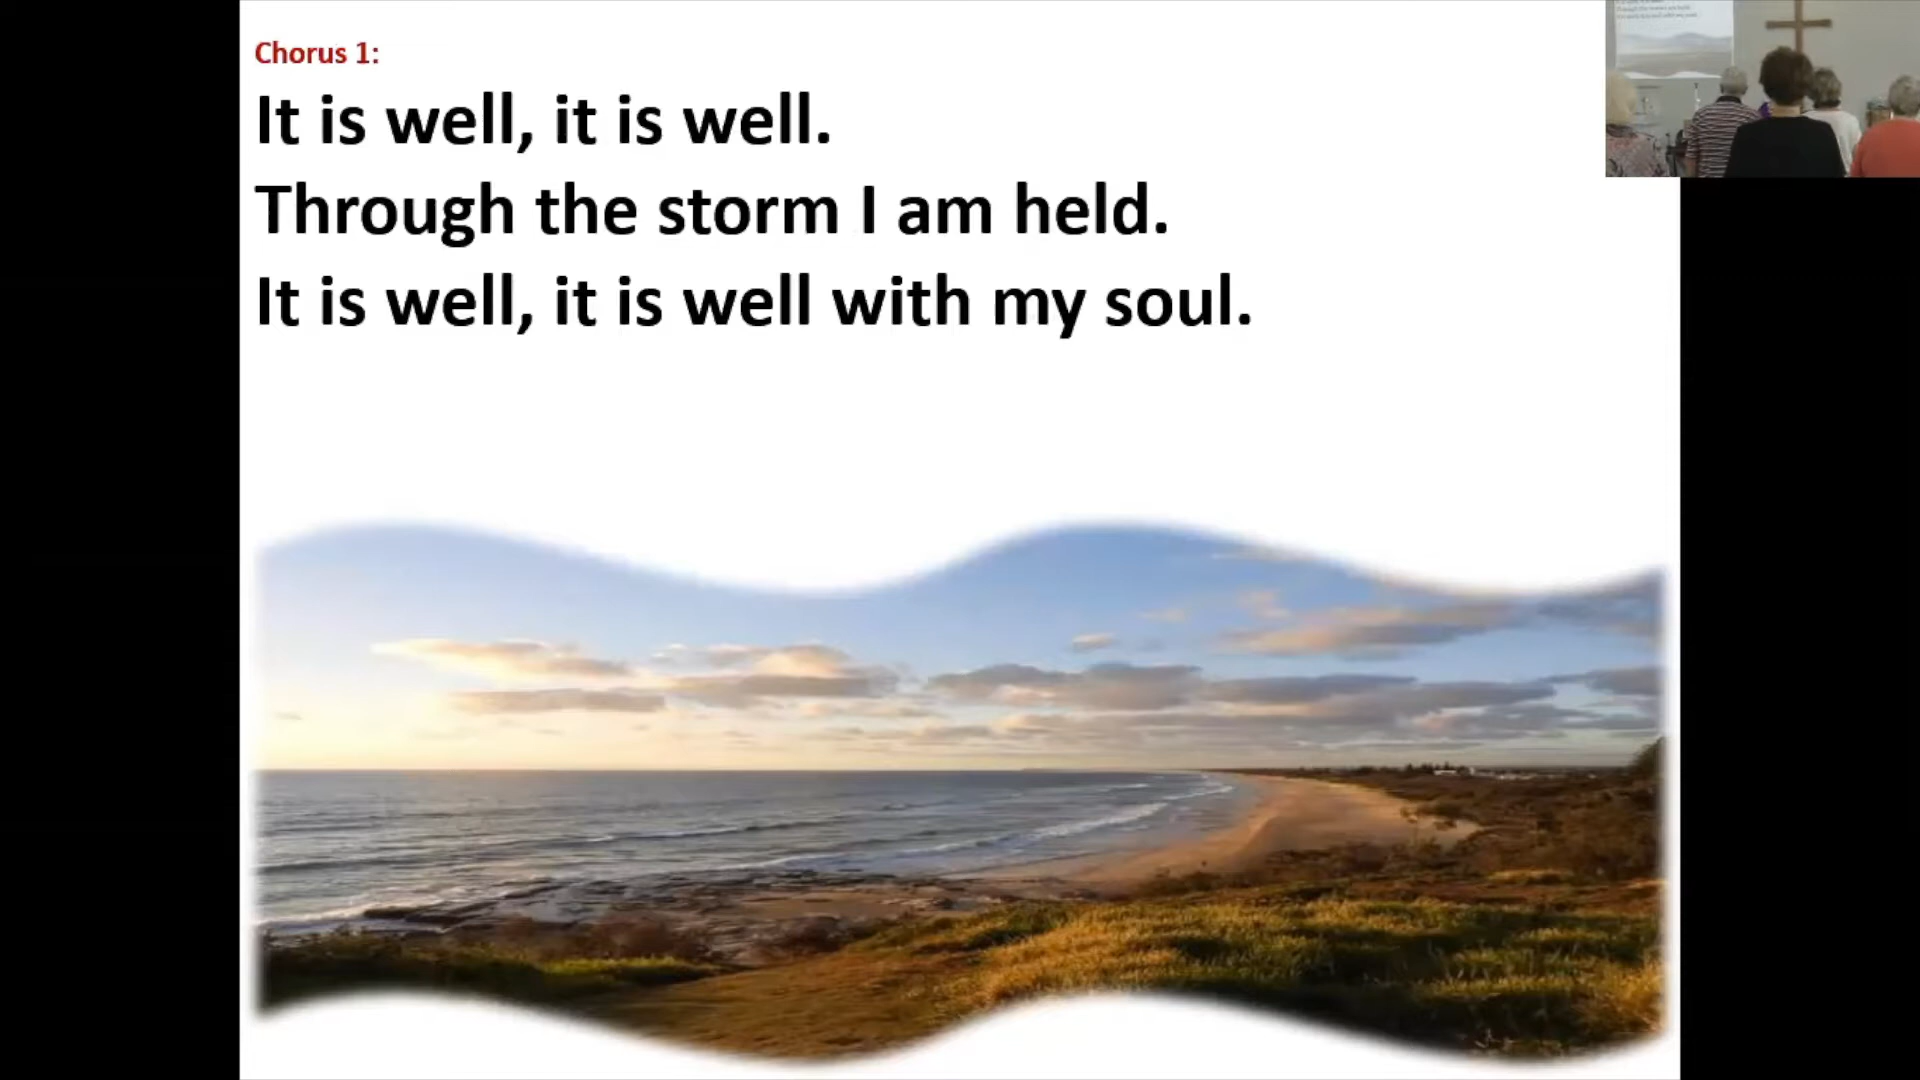 Chorus 1:
It is well, it is well.
Through the storm I am held.
It is well, it is well with my soul.